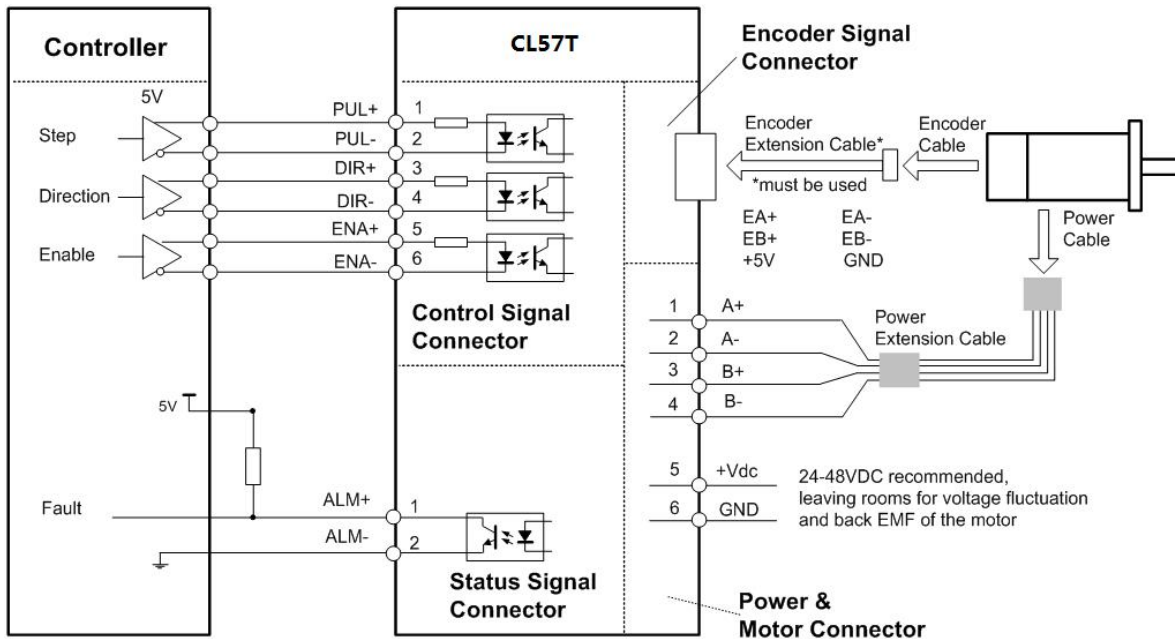 Controller
CL57T
Encoder Signal
Connector
5V
Step
PUL+
1
PUL-
2
Direction
DIR+
3
DIR-
4
Enable
ENA+
5
ENA-
6
Control Signal
Connector
Encoder
Extension Cable*
*must be used
Encoder
Cable
EA+ EA-
EB+ EB-
+5V GND
Power
Cable
1 A+
2 A-
3 B+
4 B-
Power
Extension Cable
5 +Vdc
6 GND
24-48VDC recommended,
leaving rooms for voltage fluctuation
and back EMF of the motor
5V
Fault
ALM+
1
ALM-
2
Status Signal
Connector
Power &
Motor Connector